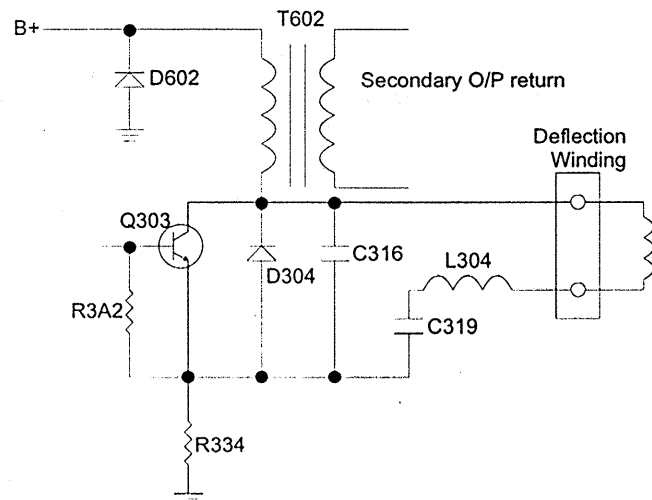 T602
B+
D602
Secondary O/P return
Deflection
Winding
Q303
D304
C316
L304
R3A2
C319
R334